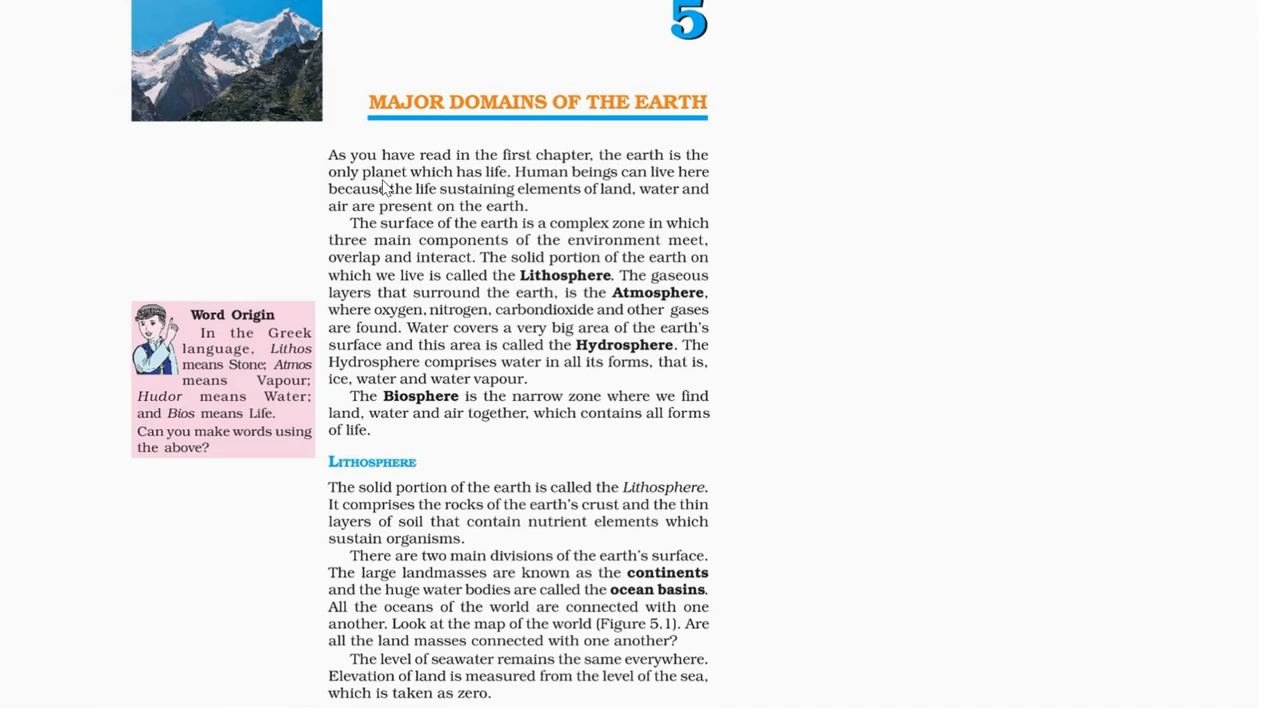 5
MAJOR DOMAINS OF THE EARTH
As you have read in the first chapter, the earth is the
only planet which has life. Human beings can live here
because the life sustaining elements of land, water and
air are present on the earth.
The surface of the earth is a complex zone in which
three main components of the environment meet,
overlap and interact. The solid portion of the earth on
which we live is called the Lithosphere. The gaseous
layers that surround the earth, is the Atmosphere,
where oxygen, nitrogen, carbondioxide and other gases
are found. Water covers a very big area of the earth's
surface and this area is called the Hydrosphere. The
Hydrosphere comprises water in all its forms, that is,
ice, water and water vapour.
The Biosphere is the narrow zone where we find
land, water and air together, which contains all forms
of life.
Word Origin
In the Greek
language, Lithos
means Stone; Atmos
means Vapour;
Hudor means Water;
and Bios means Life.
Can you make words using
the above?
LITHOSPHERE
The solid portion of the earth is called the Lithosphere.
It comprises the rocks of the earth's crust and the thin
layers of soil that contain nutrient elements which
sustain organisms.
There are two main divisions of the earth's surface.
The large landmasses are known as the continents
and the huge water bodies are called the ocean basins.
All the oceans of the world are connected with one
another. Look at the map of the world (Figure 5.1). Are
all the land masses connected with one another?
The level of seawater remains the same everywhere.
Elevation of land is measured from the level of the sea,
which is taken as zero.